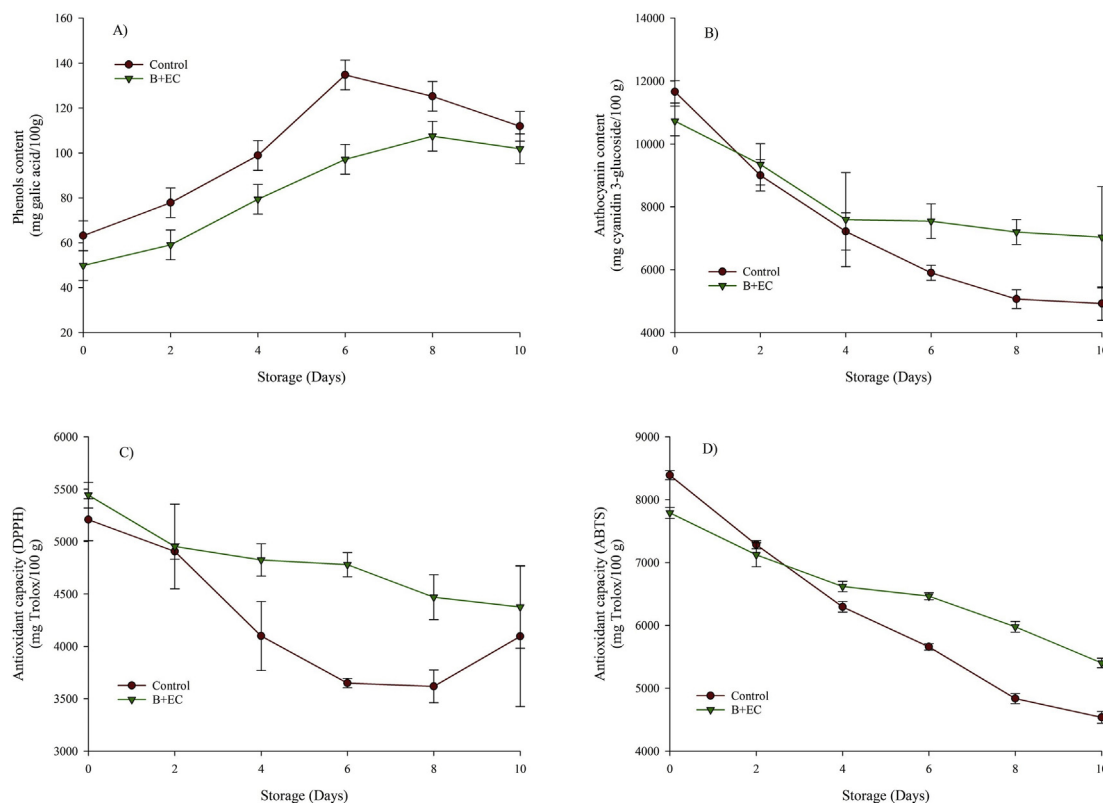 A)
Control
B+EC
Phenols content
(mg galic acid/100g)
160
140
120
100
80
60
40
20
0 2 4 6 8 10
Storage (Days)
B)
Control
B+EC
Anthocyanin content
(mg cyanidin 3-glucoside/100 g)
14000
12000
10000
8000
6000
4000
0 2 4 6 8 10
Storage (Days)
C)
Control
B+EC
Antioxidant capacity (DPPH)
(mg Trolox/100 g)
6000
5500
5000
4500
4000
3500
3000
0 2 4 6 8 10
Storage (Days)
D)
Control
B+EC
Antioxidant capacity (ABTS)
(mg Trolox/100 g)
9000
8000
7000
6000
5000
4000
0 2 4 6 8 10
Storage (Days)